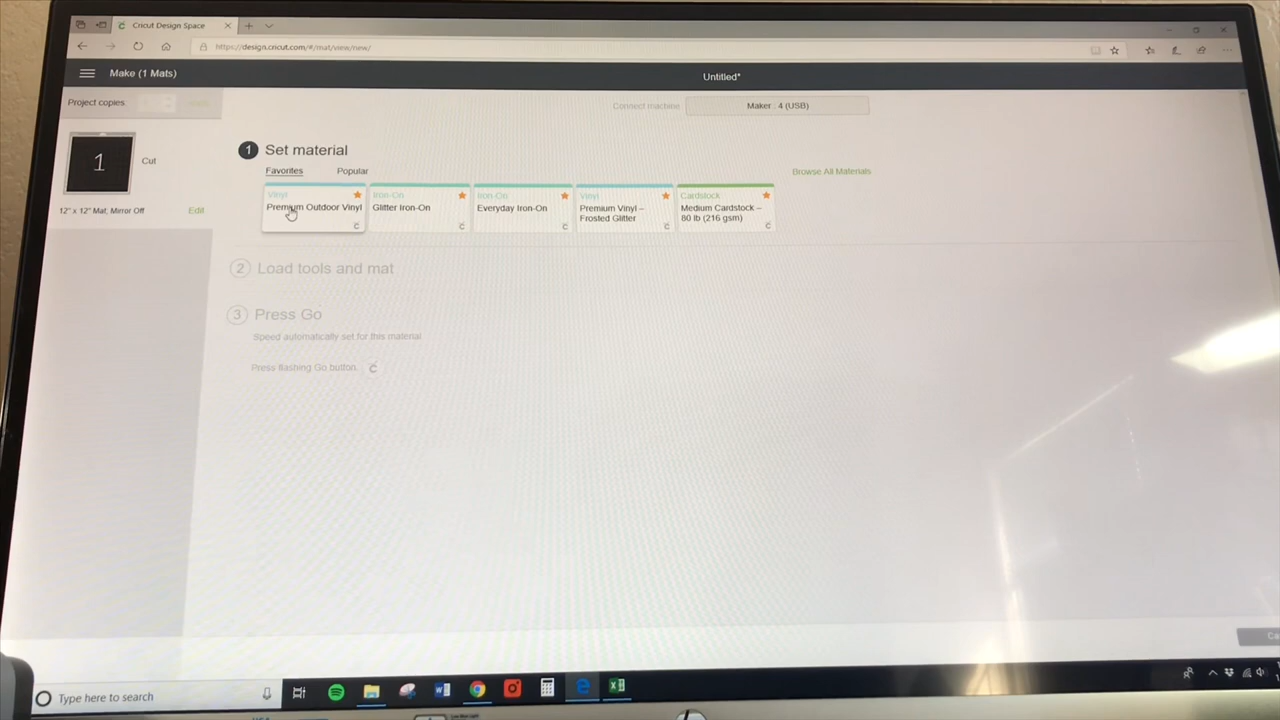 Cricut Design Space
https://design.cricut.com/#/mat/view/new/
Make (1 Mats)
Untitled*
Project copies
Connect machine
Maker : 4 (USB)
1
Cut
12" x 12" Mat, Mirror Off
Edit
1 Set material
Favorites
Popular
Browse All Materials
Vinyl
Premium Outdoor Vinyl
Iron-On
Glitter Iron-On
Iron-On
Everyday Iron-On
Vinyl
Premium Vinyl –
Frosted Glitter
Cardstock
Medium Cardstock –
80 lb (216 gsm)
2 Load tools and mat
3 Press Go
Speed automatically set for this material
Press flashing Go button.
Type here to search